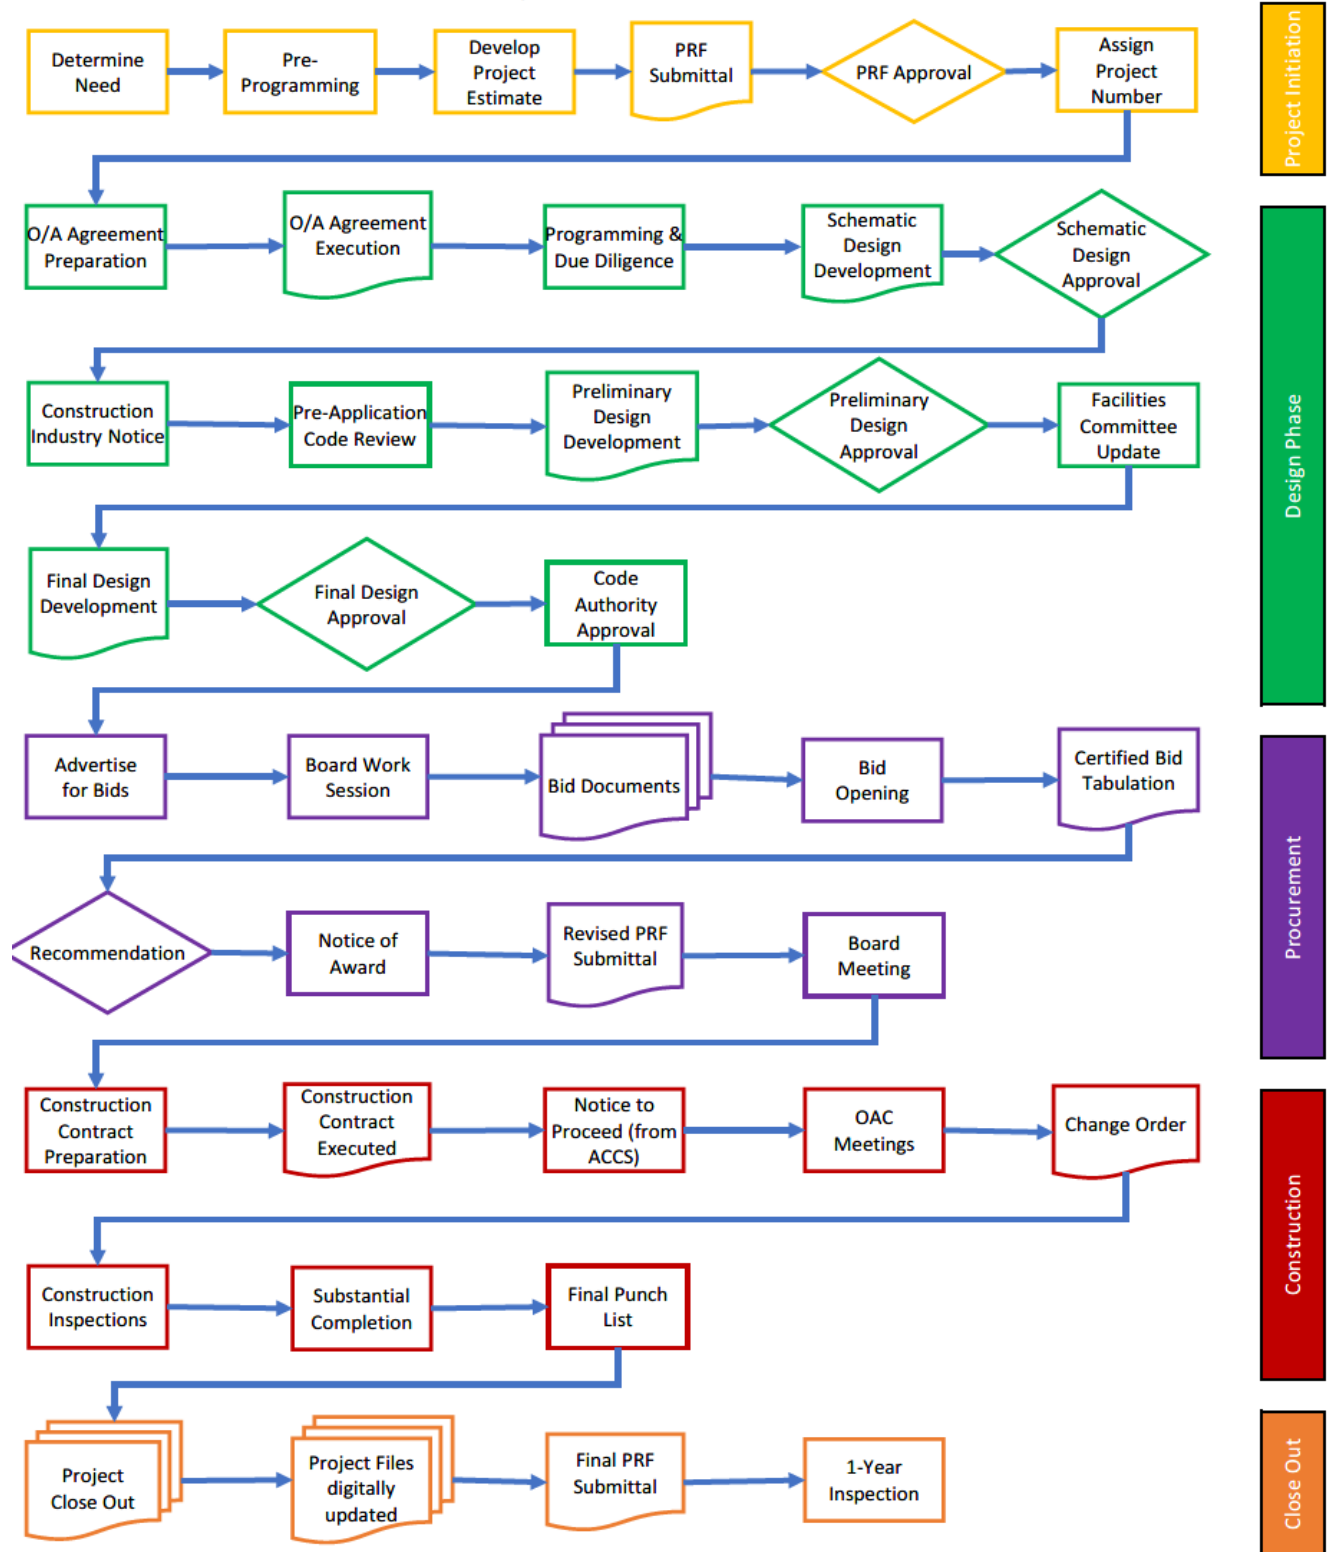 Determine
Need
Pre-
Programming
Develop
Project
Estimate
PRF
Submittal
PRF Approval
Assign
Project
Number
Project Initiation
O/A Agreement
Preparation
O/A Agreement
Execution
Programming &
Due Diligence
Schematic
Design
Development
Schematic
Design
Approval
Construction
Industry Notice
Pre-Application
Code Review
Preliminary
Design
Development
Preliminary
Design
Approval
Facilities
Committee
Update
Final Design
Development
Final Design
Approval
Code
Authority
Approval
Design Phase
Advertise
for Bids
Board Work
Session
Bid Documents
Bid
Opening
Certified Bid
Tabulation
Recommendation
Notice of
Award
Revised PRF
Submittal
Board
Meeting
Procurement
Construction
Contract
Preparation
Construction
Contract
Executed
Notice to
Proceed (from
ACCS)
OAC
Meetings
Change Order
Construction
Inspections
Substantial
Completion
Final Punch
List
Construction
Project
Close Out
Project Files
digitally
updated
Final PRF
Submittal
1-Year
Inspection
Close Out